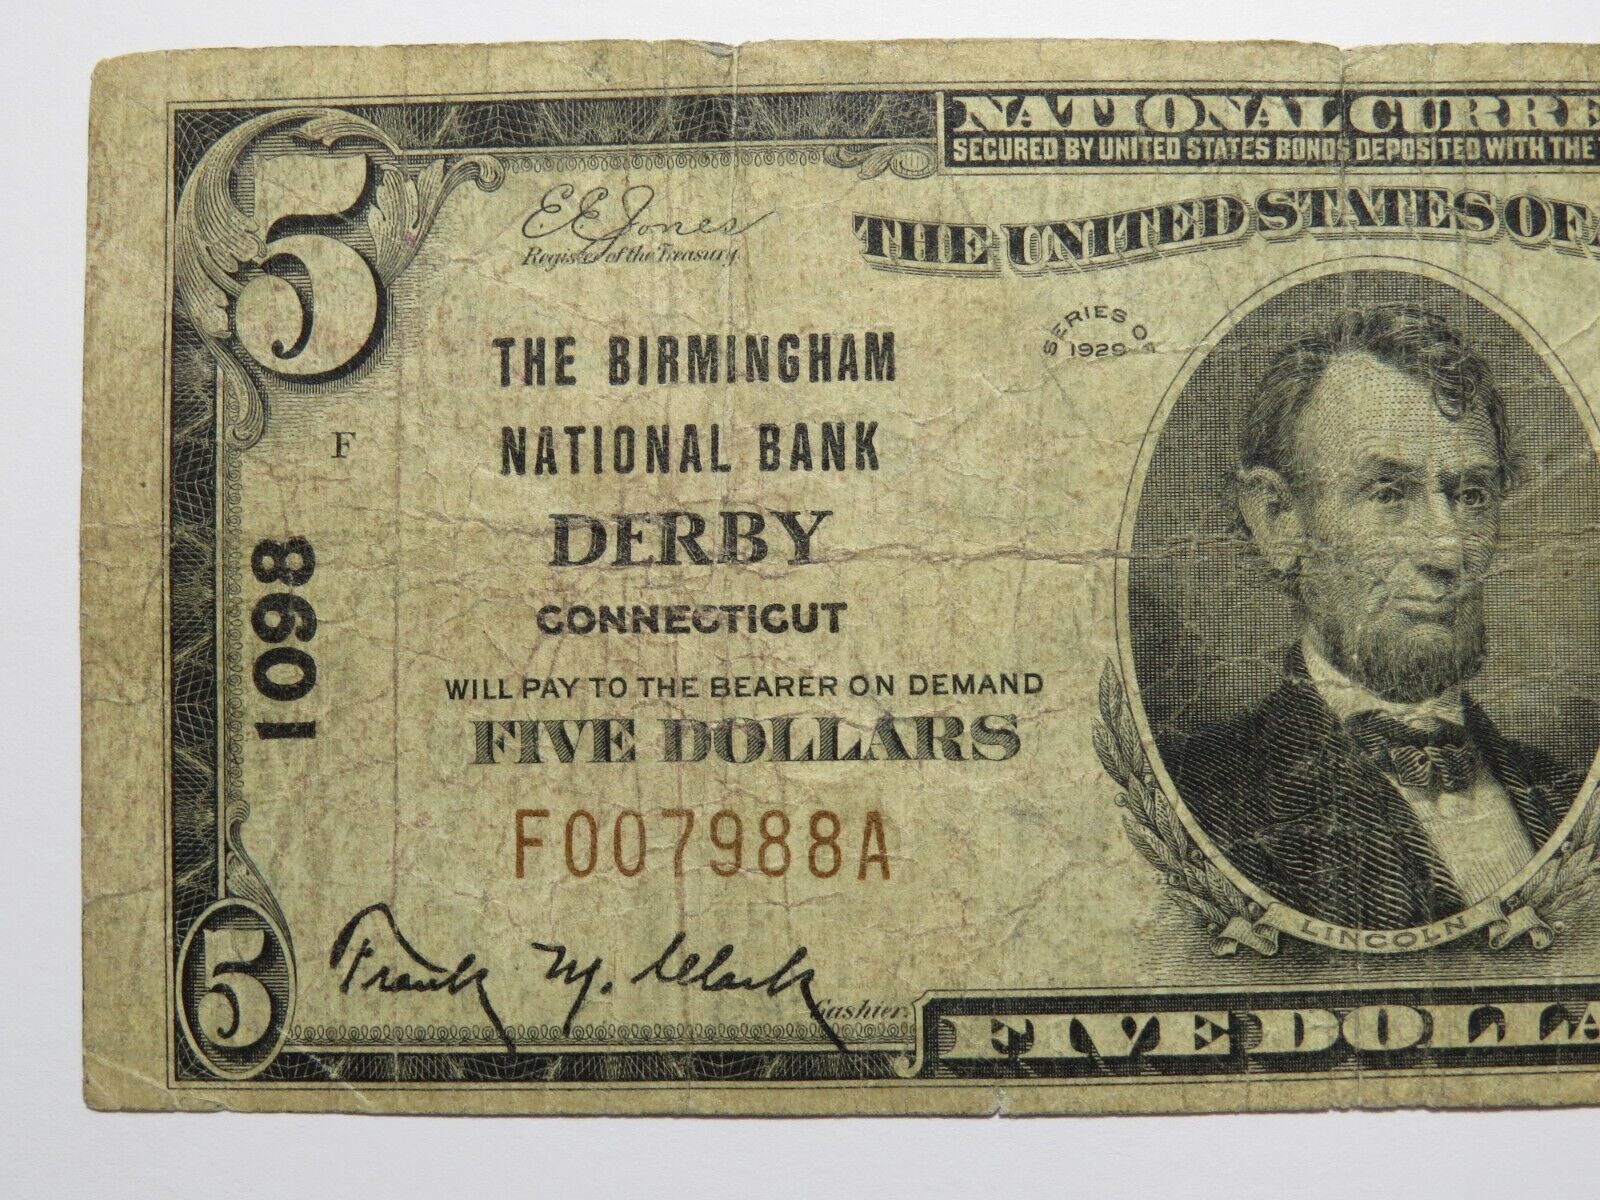 5
NATIONAL CURRE
SECURED BY UNITED STATES BONDS DEPOSITED WITH THE
E.E. Jones
Register of the Treasury.
THE UNITED STATES OF A
SERIES OF
1929
THE BIRMINGHAM
NATIONAL BANK
F
DERBY
CONNECTICUT
1098
WILL PAY TO THE BEARER ON DEMAND
FIVE DOLLARS
F007988A
LINCOLN
Frank M. Clark
Cashier.
5
FIVE DOLLA